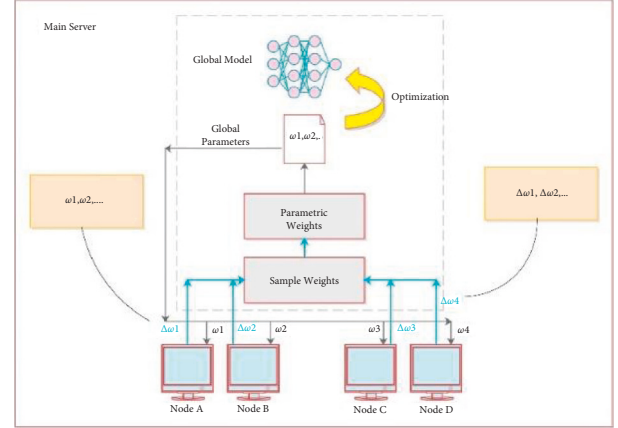 Main Server
Global Model
Optimization
Global
Parameters
ω1,ω2,..
ω1,ω2,....
Δω1, Δω2,...
Parametric
Weights
Sample Weights
Δω4
Δω1
ω1
Δω2
ω2
ω3
Δω3
ω4
Node A
Node B
Node C
Node D